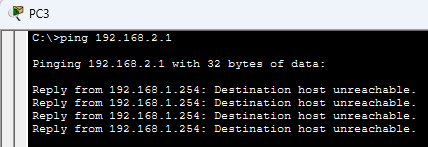 PC3
C:\>ping 192.168.2.1
Pinging 192.168.2.1 with 32 bytes of data:
Reply from 192.168.1.254: Destination host unreachable.
Reply from 192.168.1.254: Destination host unreachable.
Reply from 192.168.1.254: Destination host unreachable.
Reply from 192.168.1.254: Destination host unreachable.